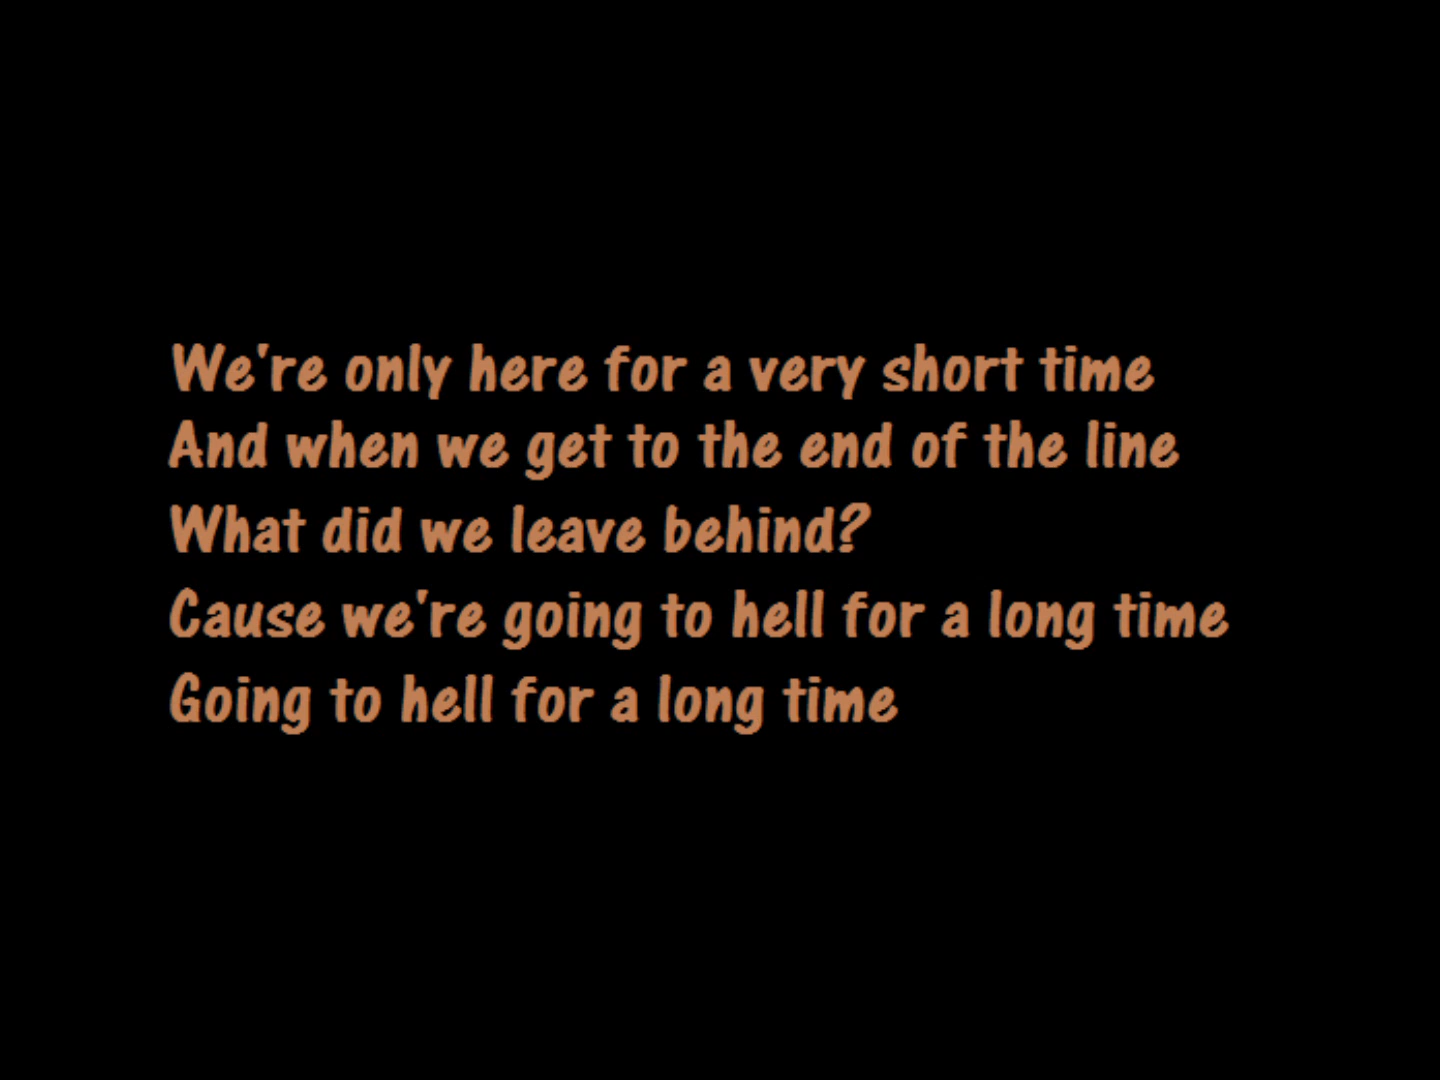 We're only here for a very short time
And when we get to the end of the line
What did we leave behind?
Cause we're going to hell for a long time
Going to hell for a long time